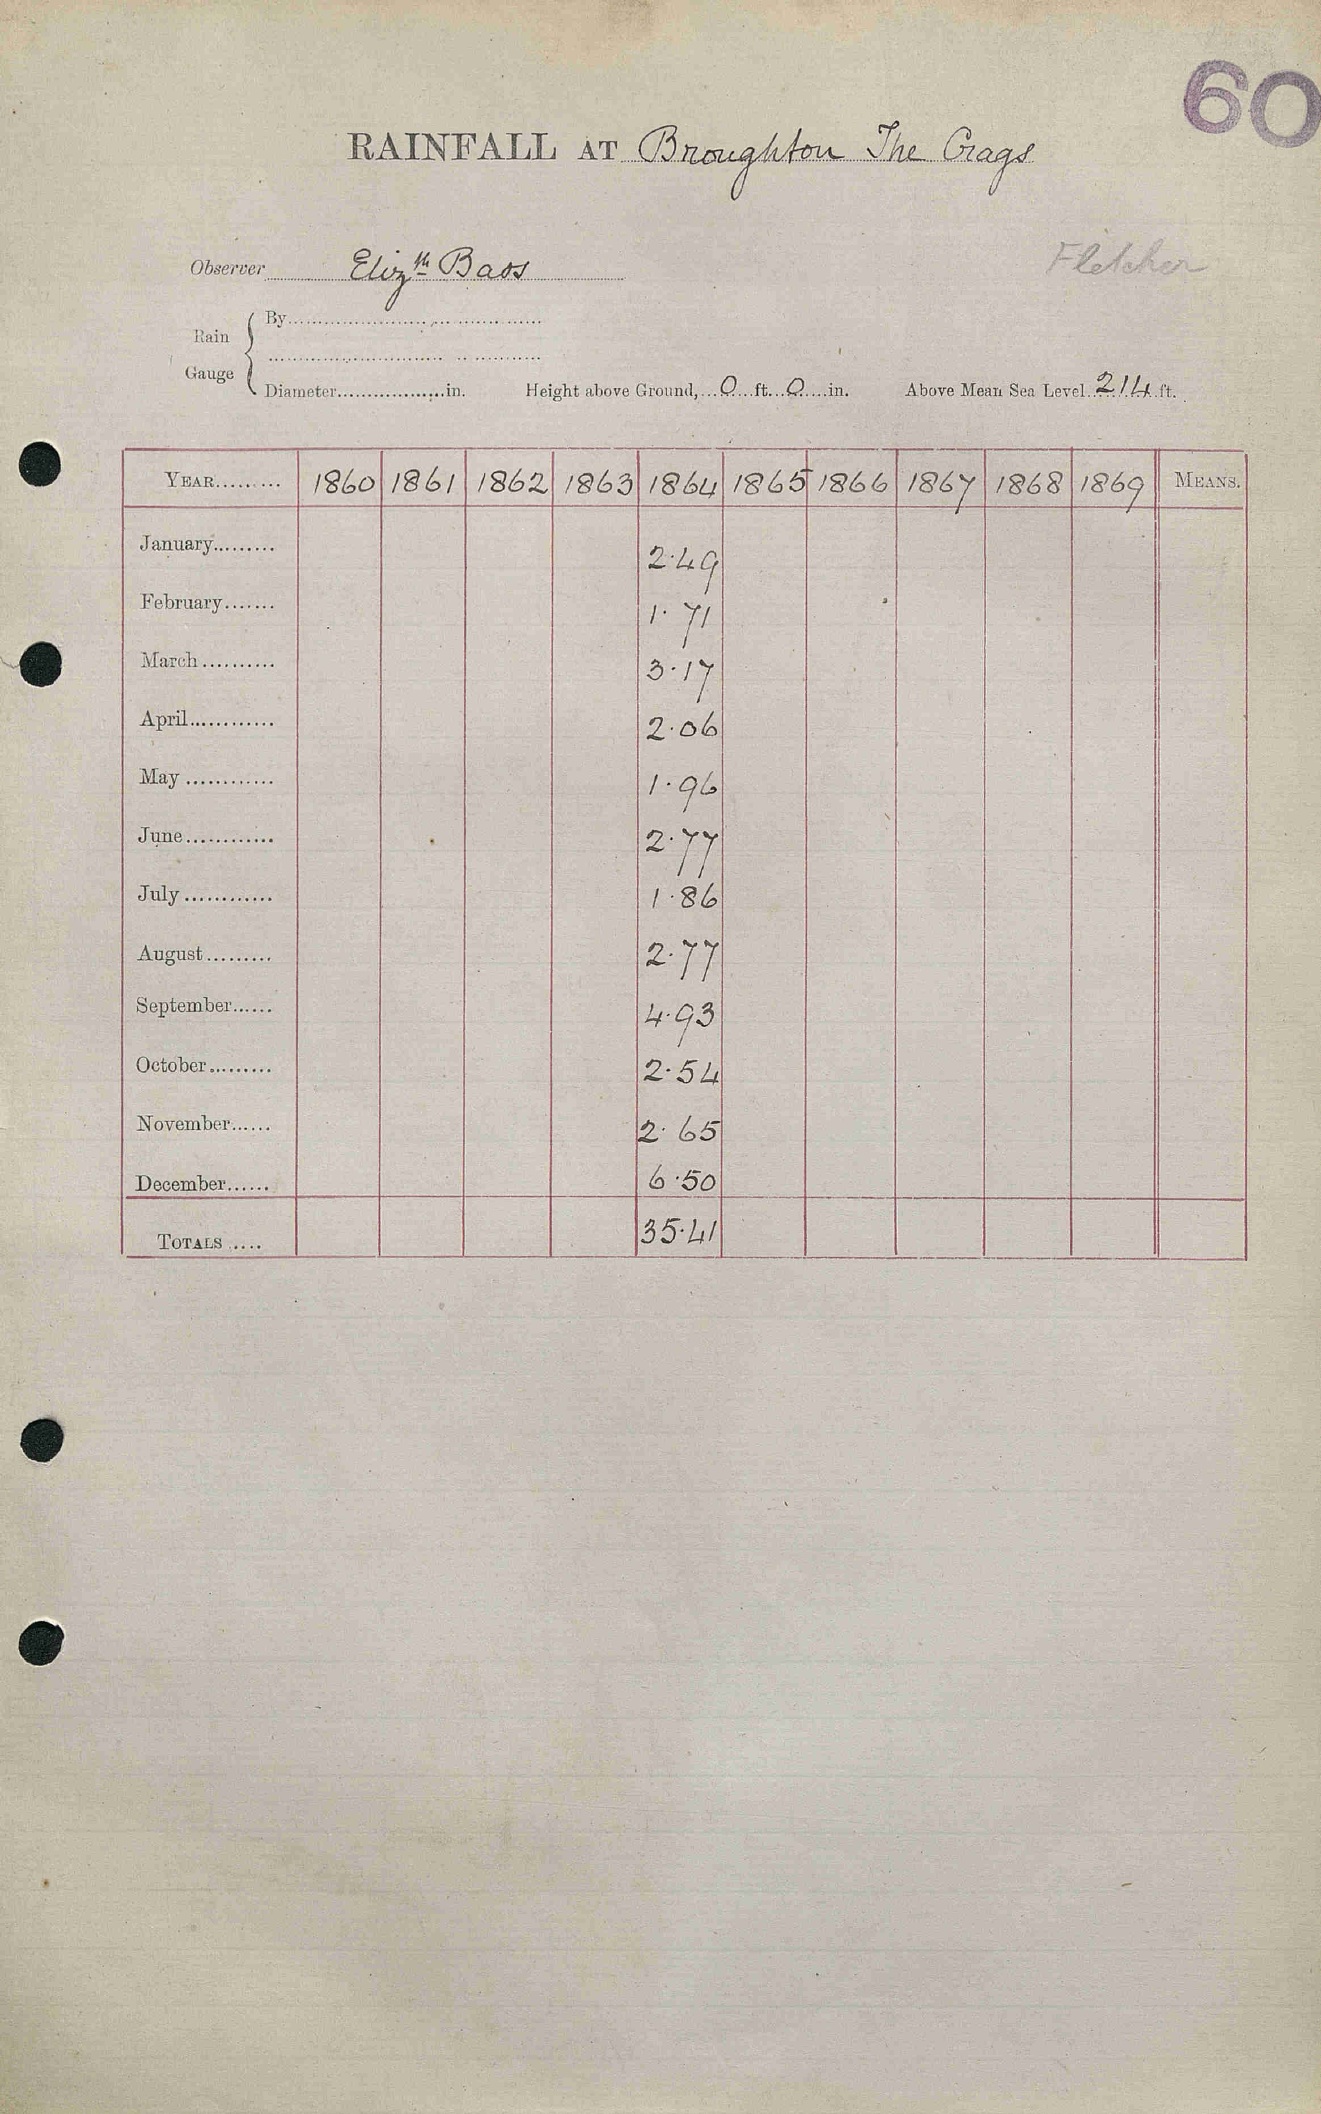 60
RAINFALL AT Broughton The Crags
Observer Eliz.th
Fletcher
Rain Gauge
By
Diameter in. Height above Ground, 0 ft. 0 in. Above Mean Sea Level 214 ft.
YEAR 1860 1861 1862 1863 1864 1865 1866 1867 1868 1869 MEANS.
January 2.49
February 1.71
March 3.17
April 2.06
May 1.96
June 2.77
July 1.86
August 2.77
September 4.93
October 2.54
November 2.65
December 6.50
TOTALS 35.41